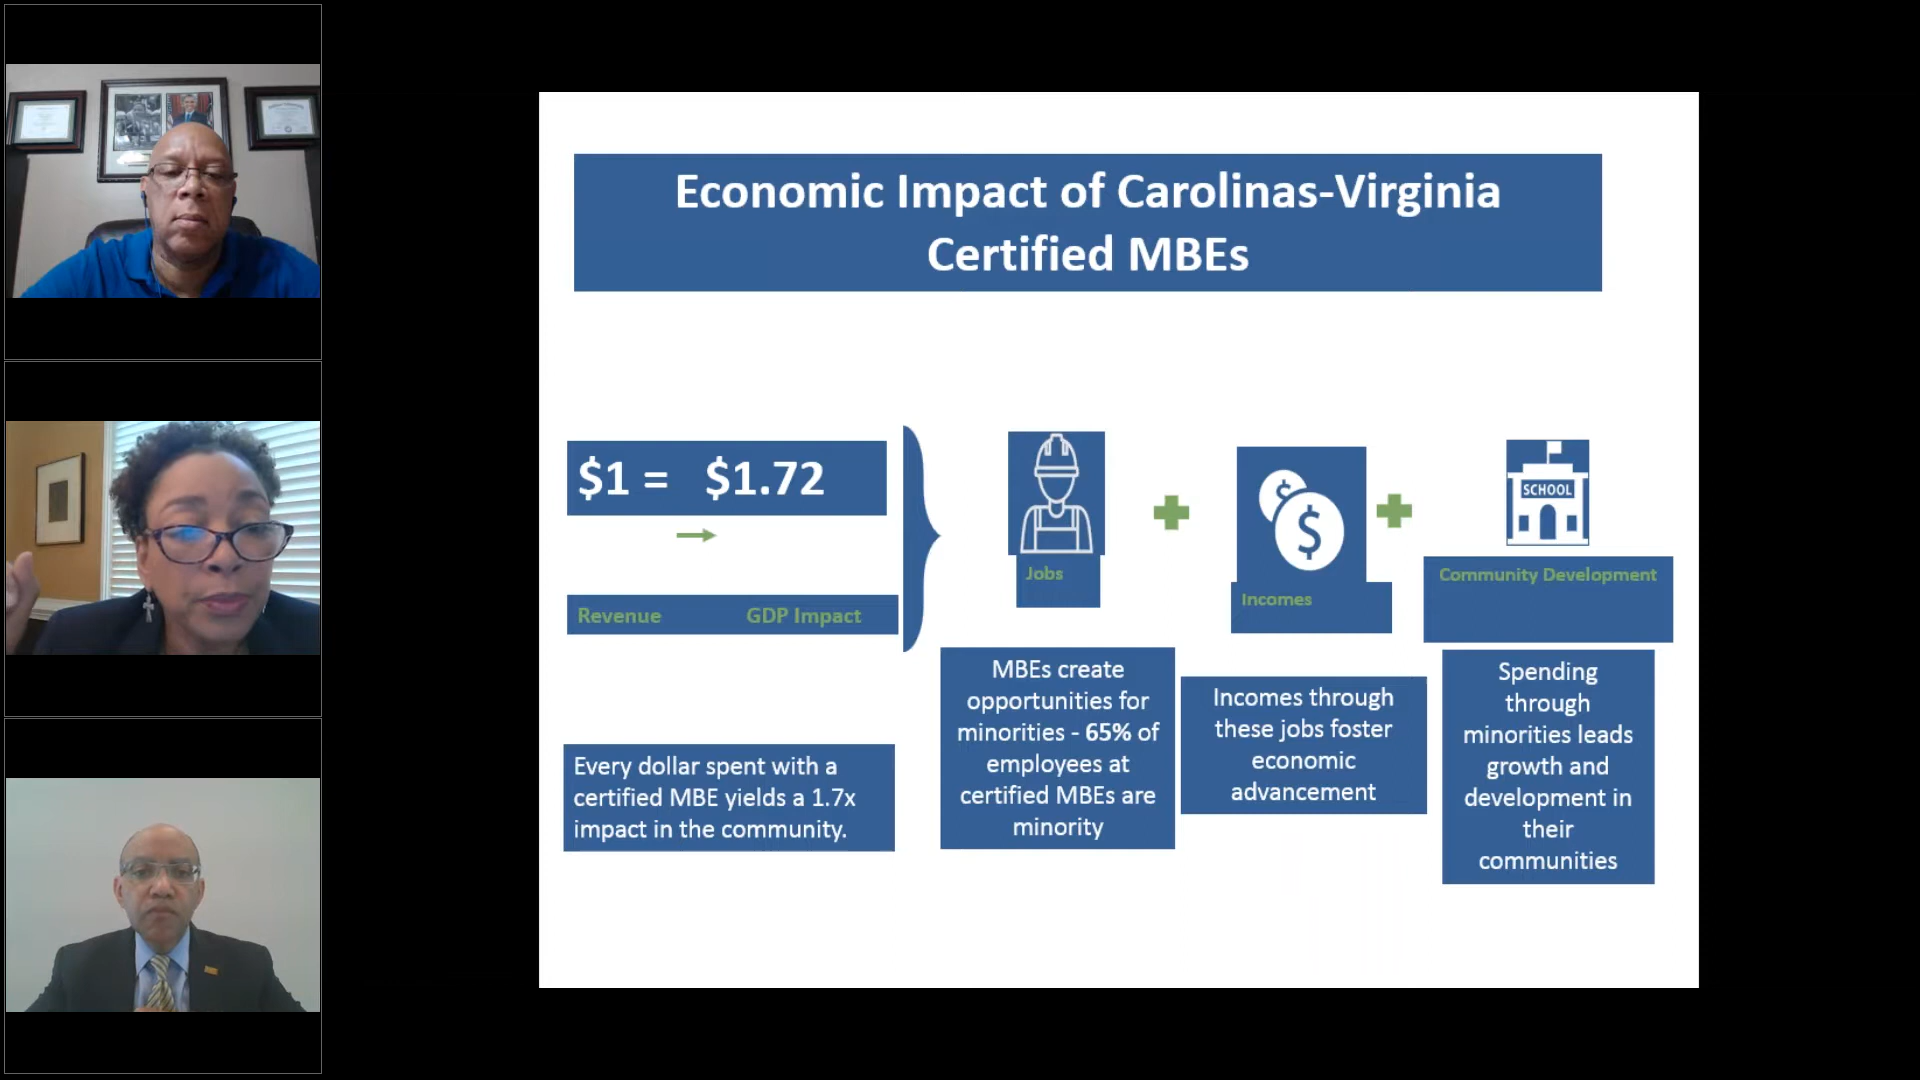 Economic Impact of Carolinas-Virginia
Certified MBEs
$1 = $1.72
Revenue GDP Impact
Every dollar spent with a
certified MBE yields a 1.7x
impact in the community.
Jobs
MBEs create
opportunities for
minorities - 65% of
employees at
certified MBEs are
minority
Incomes
Incomes through
these jobs foster
economic
advancement
SCHOOL
Community Development
Spending
through
minorities leads
growth and
development in
their
communities